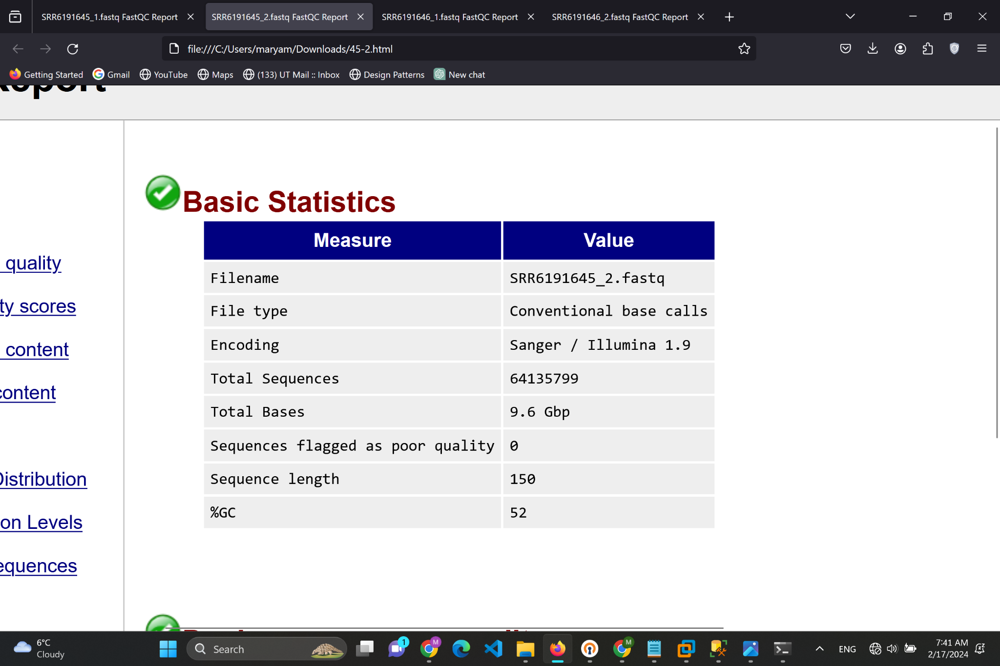 SRR6191645_1.fastq FastQC Report
SRR6191645_2.fastq FastQC Report
SRR6191646_1.fastq FastQC Report
SRR6191646_2.fastq FastQC Report
file:///C:/Users/maryam/Downloads/45-2.html
Getting Started
Gmail
YouTube
Maps
(133) UT Mail :: Inbox
Design Patterns
New chat
Report
quality
ty scores
content
content
Distribution
on Levels
equences
Basic Statistics
Measure Value
Filename SRR6191645_2.fastq
File type Conventional base calls
Encoding Sanger / Illumina 1.9
Total Sequences 64135799
Total Bases 9.6 Gbp
Sequences flagged as poor quality 0
Sequence length 150
%GC 52
6°C
Cloudy
Search
1
M
M
ENG
7:41 AM
2/17/2024